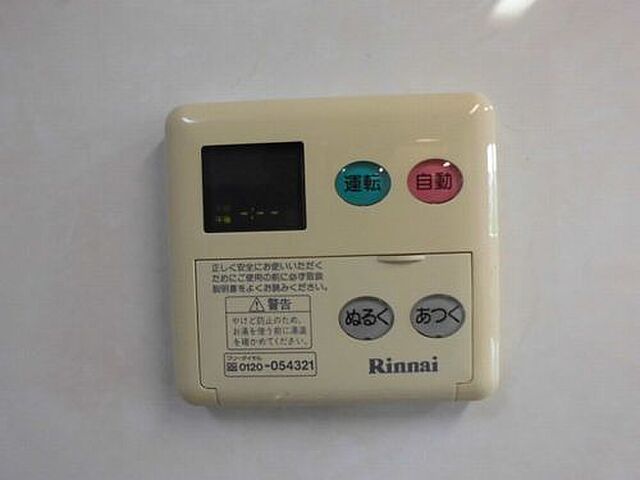 運転 自動
正しく安全にお使いいただく
ためにご使用の前に必ず取扱
説明書をよくお読みください。
警告
やけど防止のため、
お湯を使う前に湯温
を確かめてください。
フリーダイヤル
0120-054321
ぬるく あつく
Rinnai